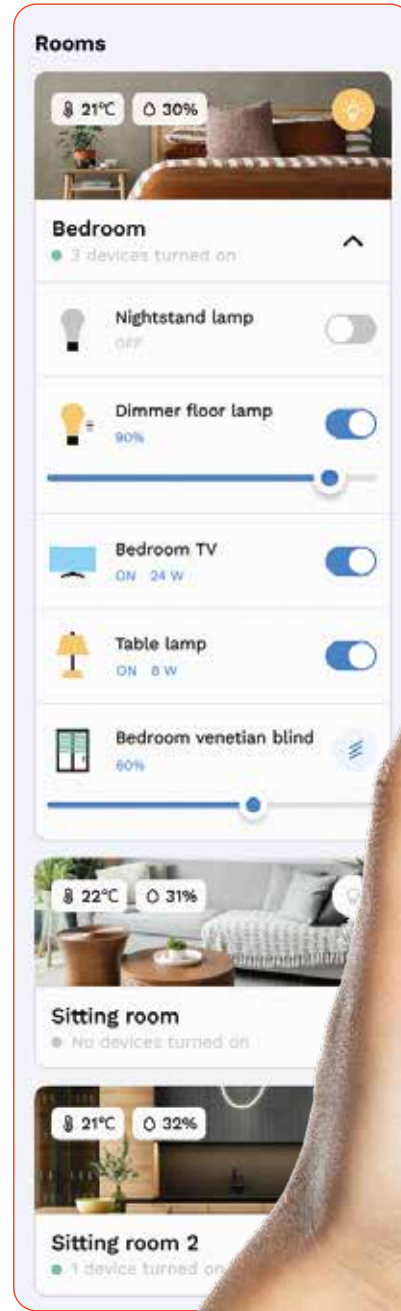 Rooms
21°C 30%
Bedroom
3 devices turned on
Nightstand lamp
OFF
Dimmer floor lamp
90%
Bedroom TV
ON 24 W
Table lamp
ON 8 W
Bedroom venetian blind
60%
22°C 31%
Sitting room
No devices turned on
21°C 32%
Sitting room 2
1 device turned on